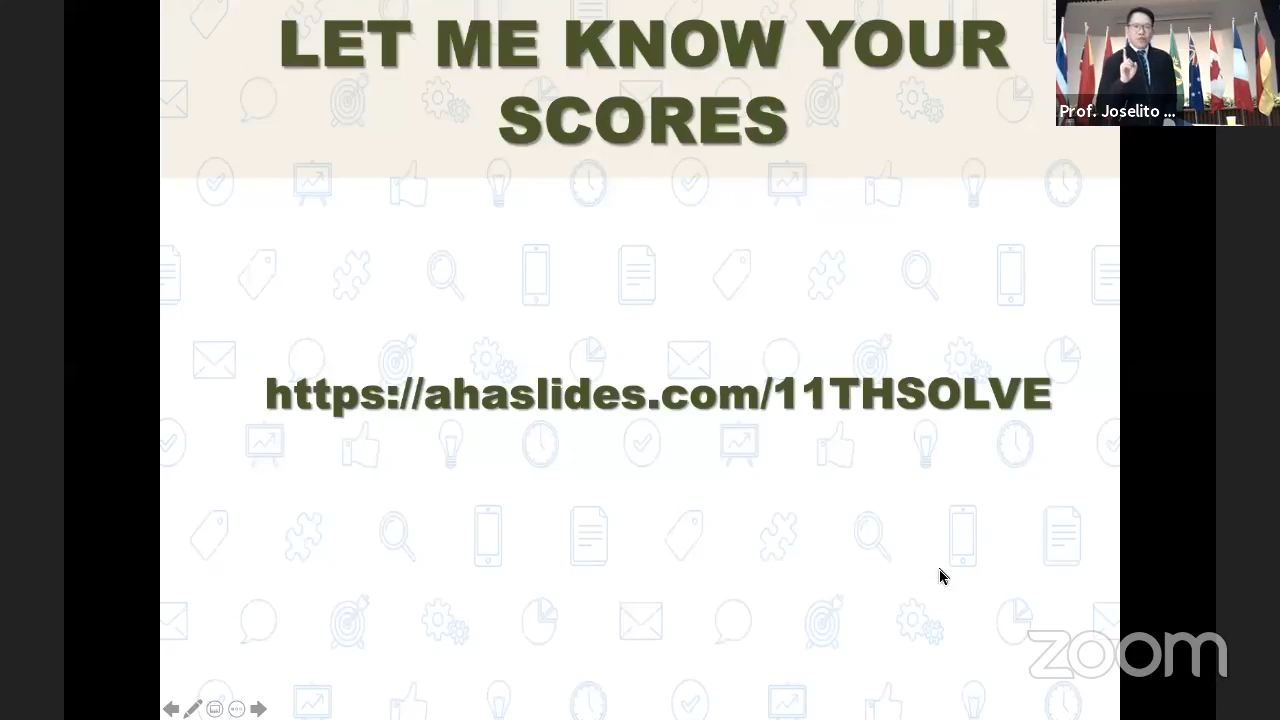 LET ME KNOW YOUR
SCORES
Prof. Joselito ...
https://ahaslides.com/11THSOLVE
zoom